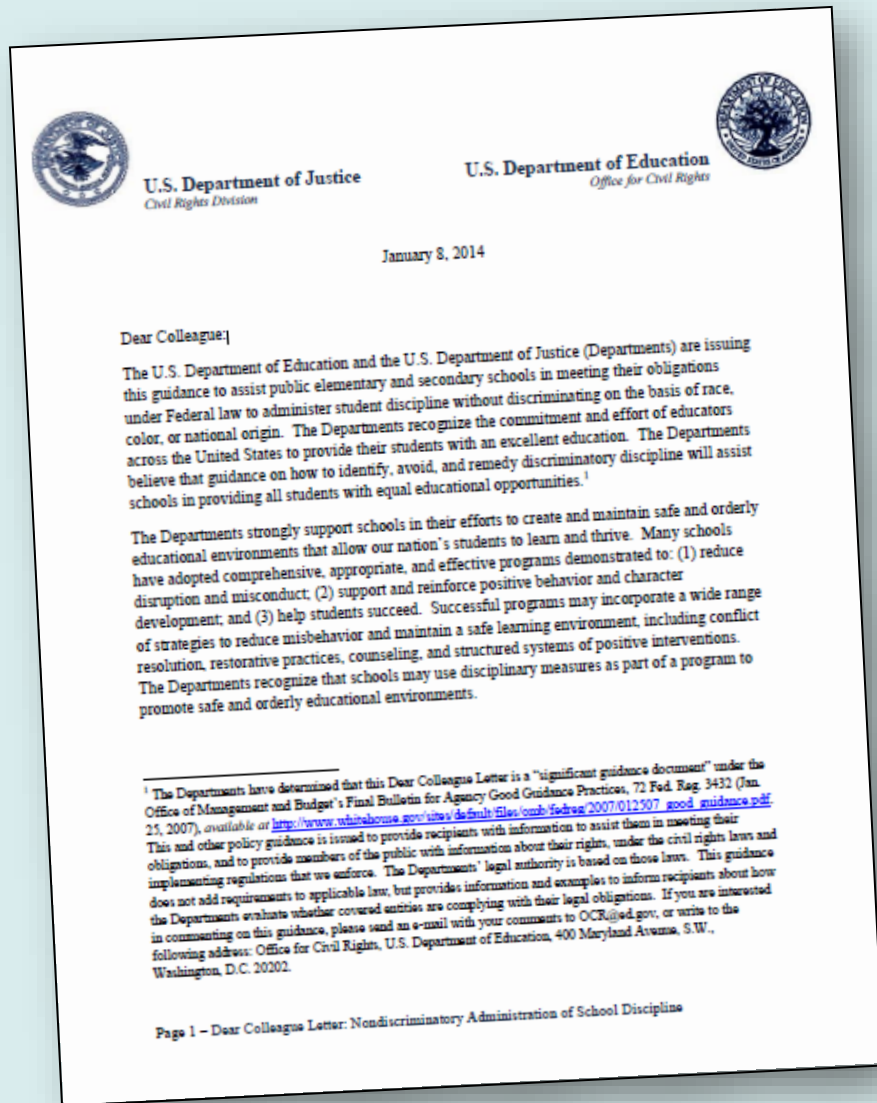 U.S. Department of Justice
Civil Rights Division
U.S. Department of Education
Office for Civil Rights
January 8, 2014
Dear Colleague:
The U.S. Department of Education and the U.S. Department of Justice (Departments) are issuing
this guidance to assist public elementary and secondary schools in meeting their obligations
under Federal law to administer student discipline without discriminating on the basis of race,
color, or national origin.  The Departments recognize the commitment and effort of educators
across the United States to provide their students with an excellent education.  The Departments
believe that guidance on how to identify, avoid, and remedy discriminatory discipline will assist
schools in providing all students with equal educational opportunities.1
The Departments strongly support schools in their efforts to create and maintain safe and orderly
educational environments that allow our nation's students to learn and thrive.  Many schools
have adopted comprehensive, appropriate, and effective programs demonstrated to: (1) reduce
disruption and misconduct; (2) support and reinforce positive behavior and character
development; and (3) help students succeed.  Successful programs may incorporate a wide range
of strategies to reduce misbehavior and maintain a safe learning environment, including conflict
resolution, restorative practices, counseling, and structured systems of positive interventions.
The Departments recognize that schools may use disciplinary measures as part of a program to
promote safe and orderly educational environments.
1 The Departments have determined that this Dear Colleague Letter is a "significant guidance document" under the
Office of Management and Budget's Final Bulletin for Agency Good Guidance Practices, 72 Fed. Reg. 3432 (Jan.
25, 2007), available at http://www.whitehouse.gov/sites/default/files/omb/fedreg/2007/012507_good_guidance.pdf.
This and other policy guidance is issued to provide recipients with information to assist them in meeting their
obligations, and to provide members of the public with information about their rights, under the civil rights laws and
implementing regulations that we enforce.  The Departments' legal authority is based on those laws.  This guidance
does not add requirements to applicable law, but provides information and examples to inform recipients about how
the Departments evaluate whether covered entities are complying with their legal obligations.  If you are interested
in commenting on this guidance, please send an e-mail with your comments to OCR@ed.gov, or write to the
following address: Office for Civil Rights, U.S. Department of Education, 400 Maryland Avenue, S.W.,
Washington, D.C. 20202.
Page 1 – Dear Colleague Letter: Nondiscriminatory Administration of School Discipline